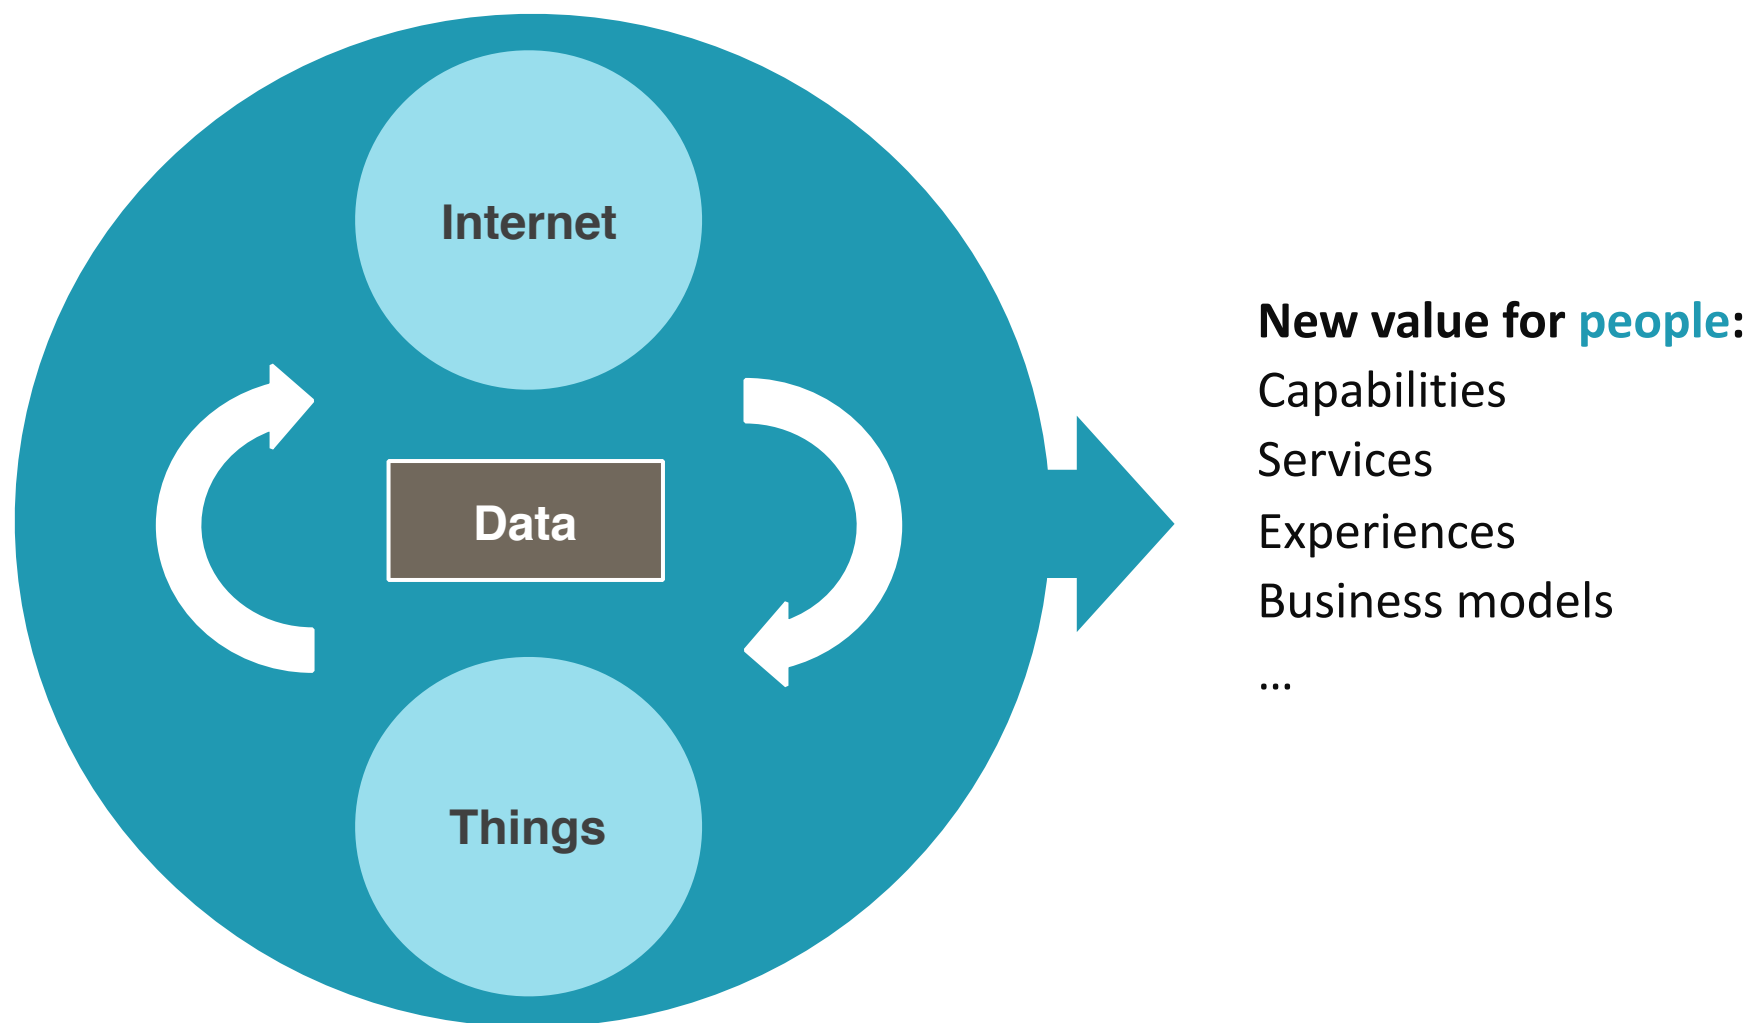 Internet
Data
Things
New value for people:
Capabilities
Services
Experiences
Business models
...